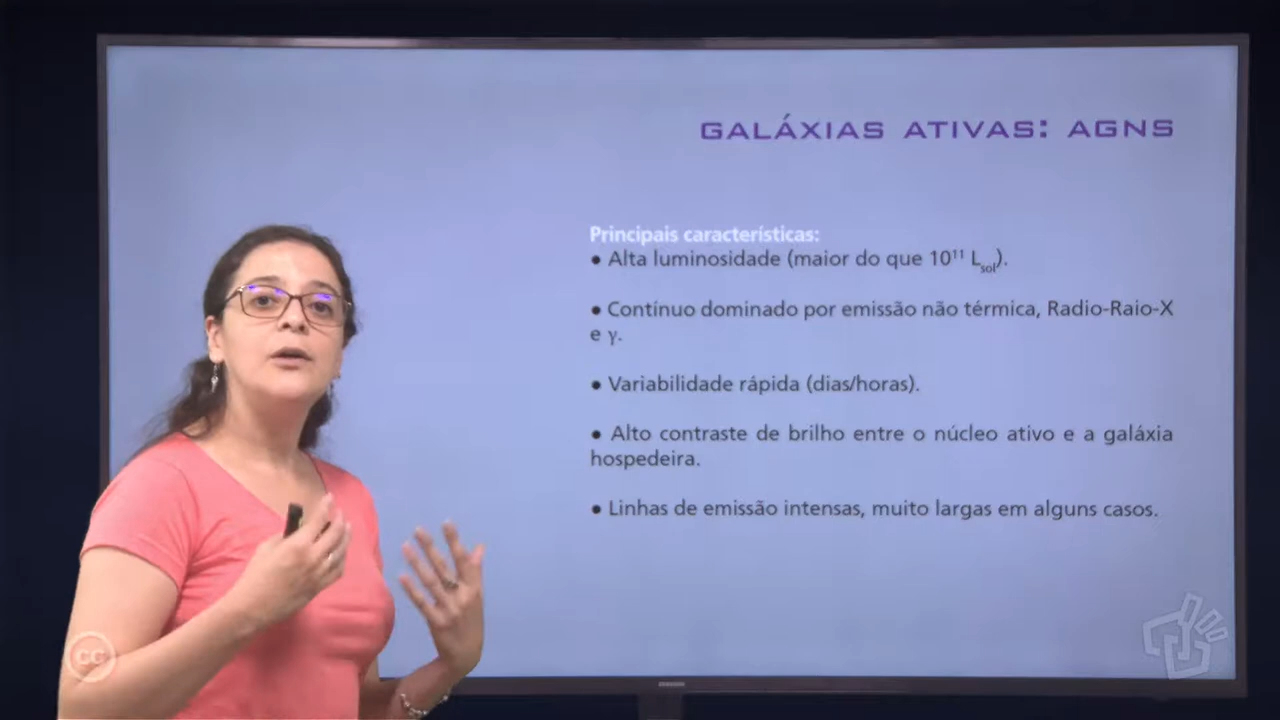 GALÁXIAS ATIVAS: AGNS
Principais características:
• Alta luminosidade (maior do que 10¹¹ Lsol).
• Contínuo dominado por emissão não térmica, Radio-Raio-X
e γ.
• Variabilidade rápida (dias/horas).
• Alto contraste de brilho entre o núcleo ativo e a galáxia
hospedeira.
• Linhas de emissão intensas, muito largas em alguns casos.
CC